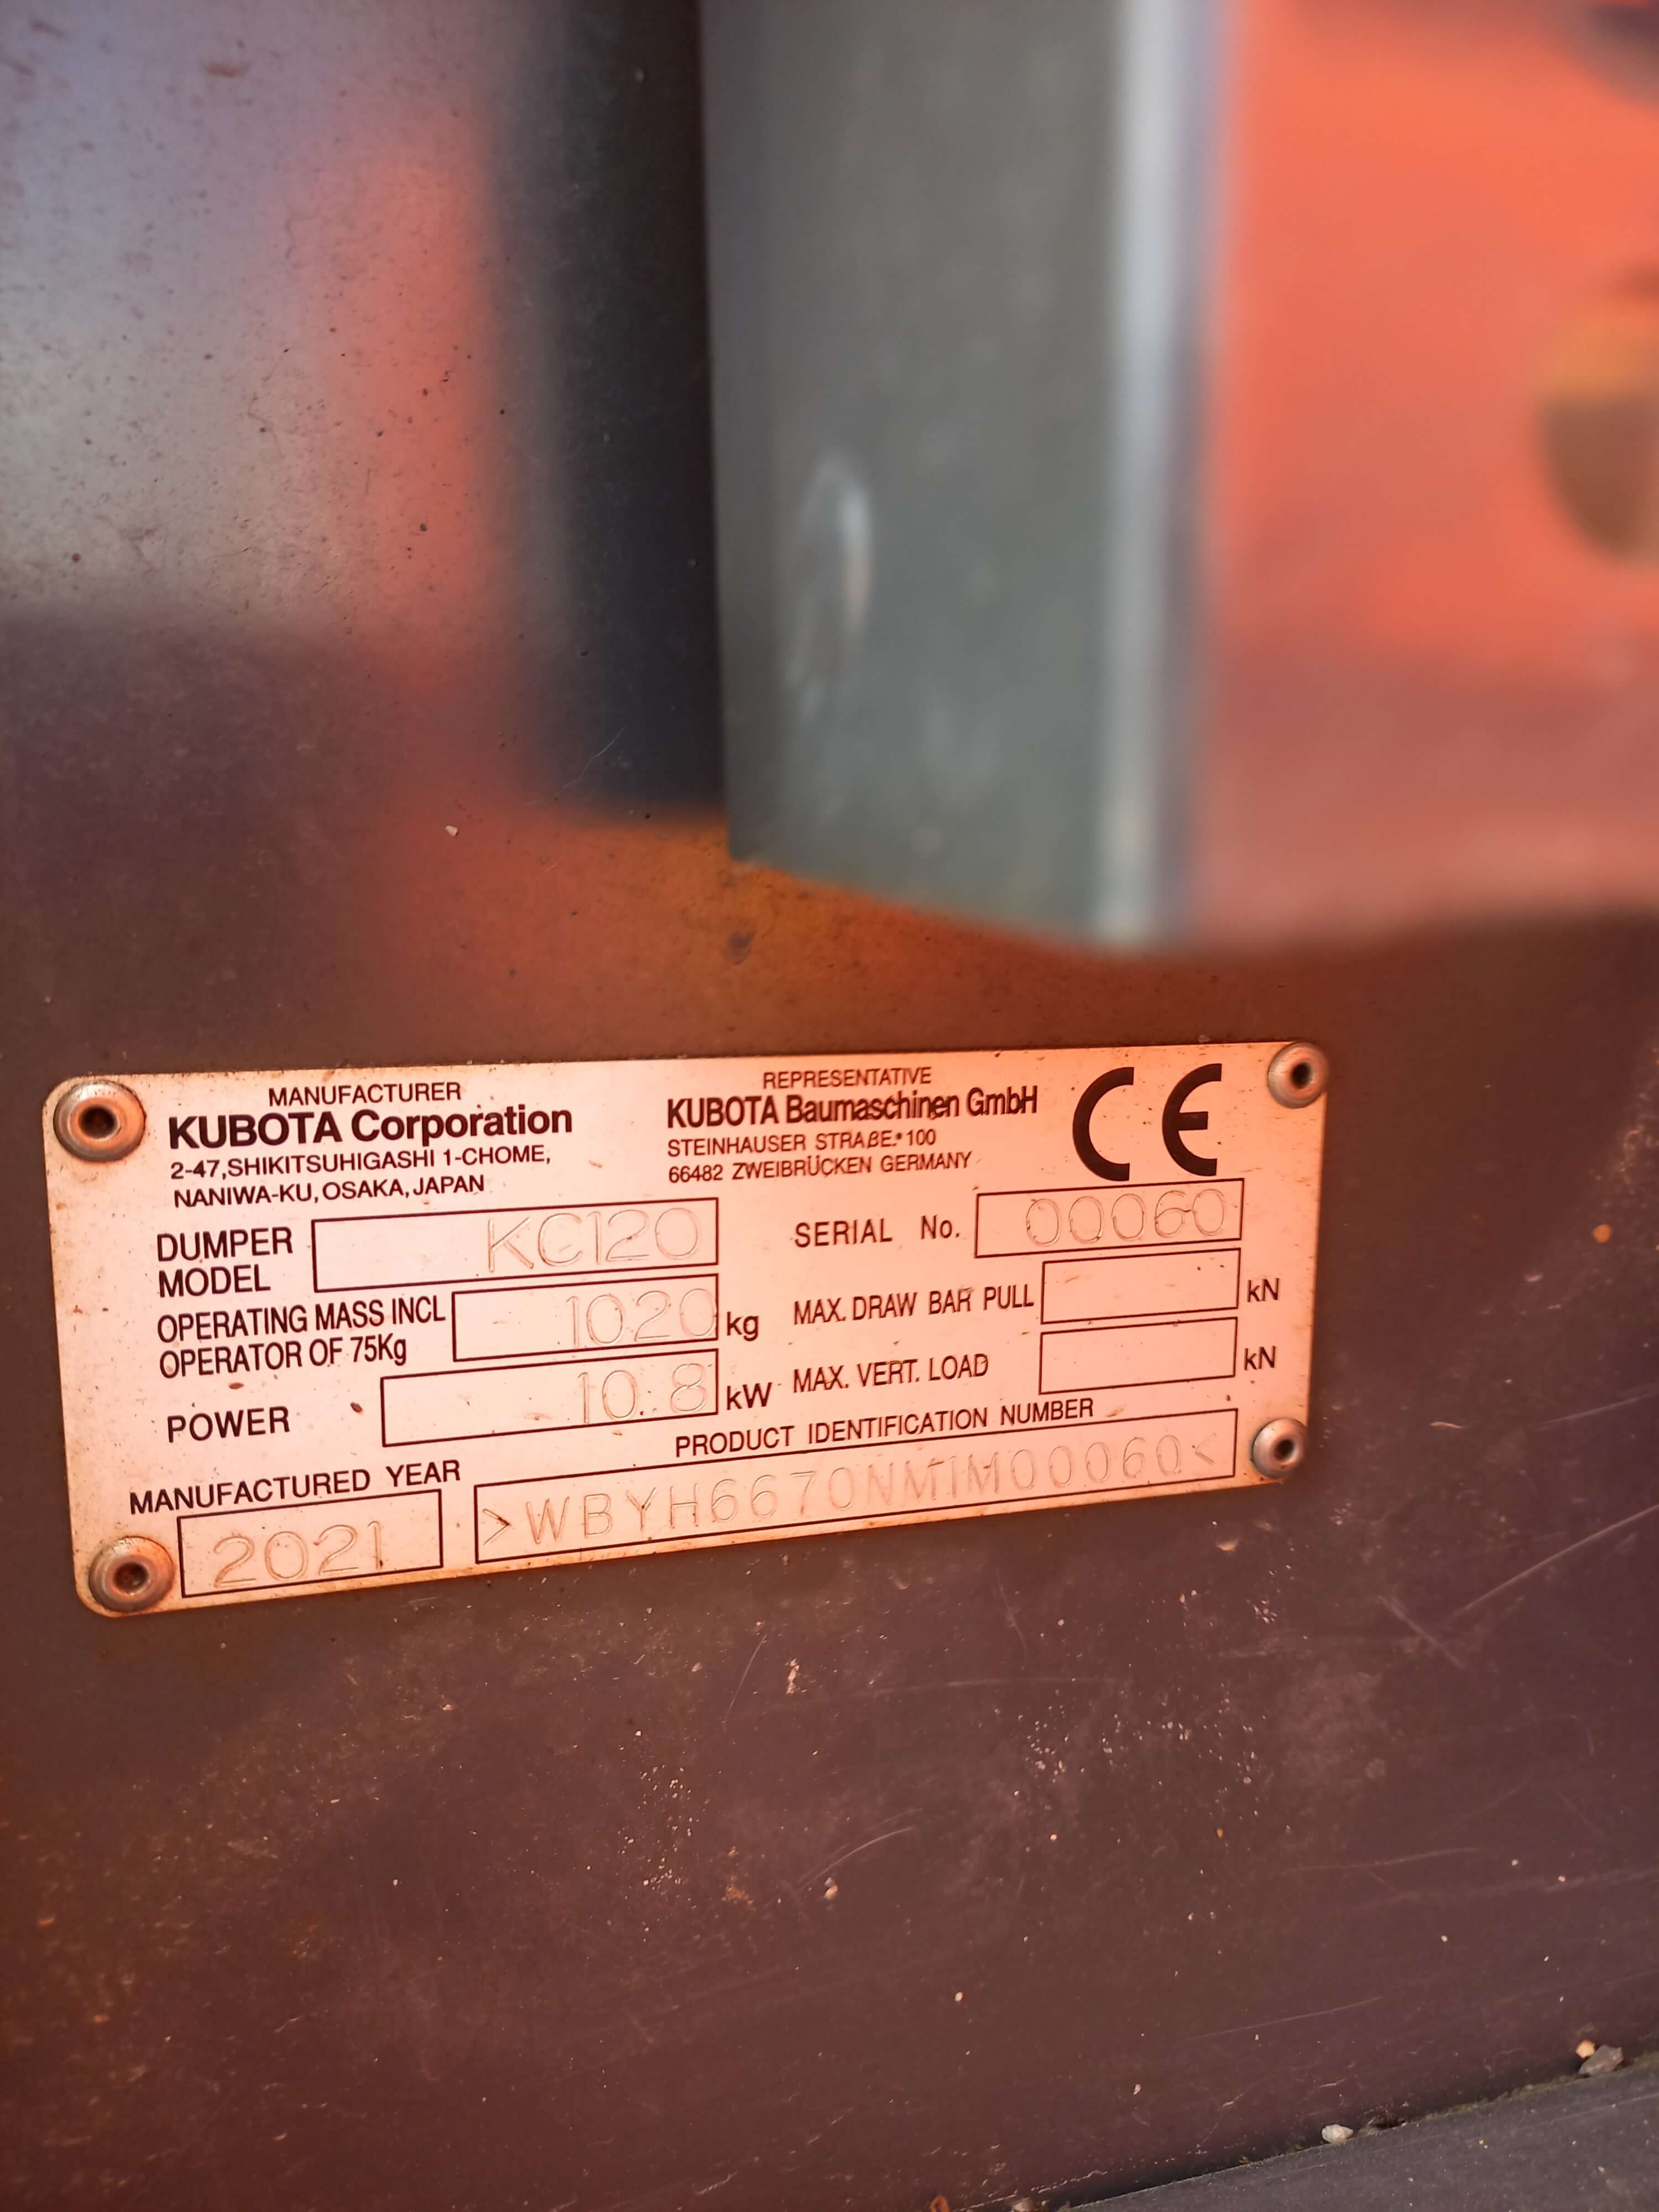 MANUFACTURER
KUBOTA Corporation
2-47,SHIKITSUHIGASHI 1-CHOME,
NANIWA-KU,OSAKA,JAPAN
REPRESENTATIVE
KUBOTA Baumaschinen GmbH
STEINHAUSER STRAßE 100
66482 ZWEIBRÜCKEN GERMANY
CE
DUMPER MODEL KC120
SERIAL No. 00060
OPERATING MASS INCL
OPERATOR OF 75Kg 1020 kg
MAX. DRAW BAR PULL kN
POWER 10.8 kW
MAX. VERT. LOAD kN
MANUFACTURED YEAR
2021
PRODUCT IDENTIFICATION NUMBER
>WBYH6670NM1M00060<